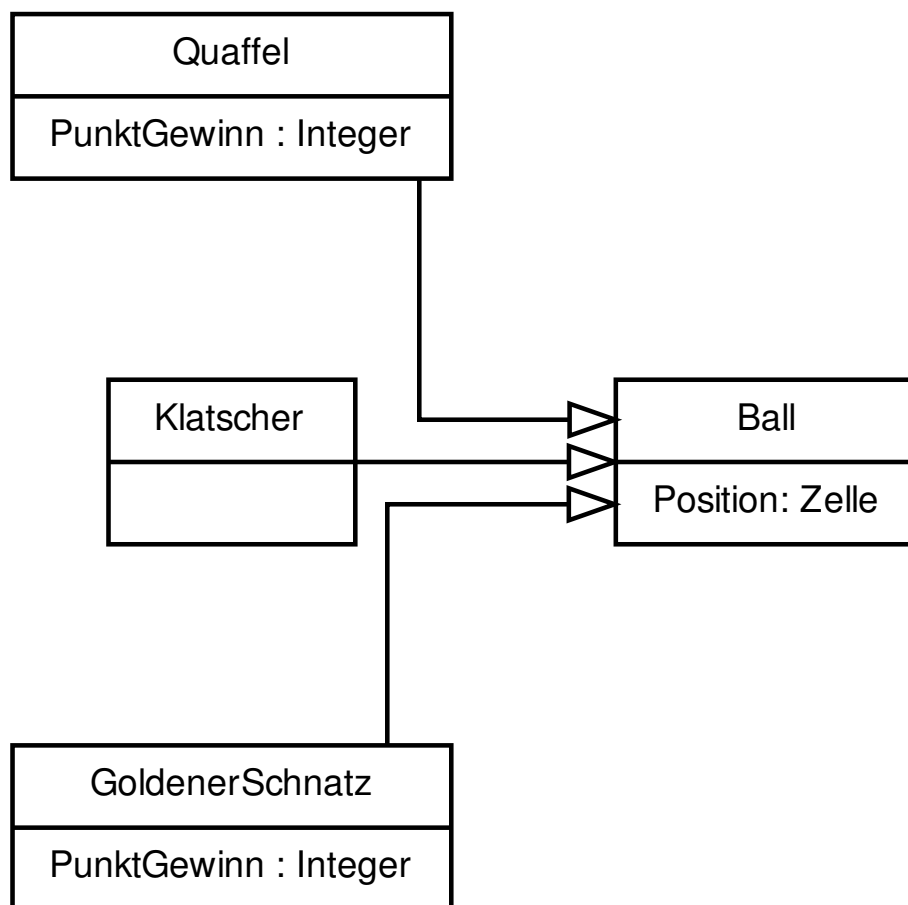 Quaffel
PunktGewinn : Integer
Klatscher
Ball
Position: Zelle
GoldenerSchnatz
PunktGewinn : Integer